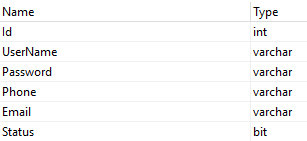 Name Type
Id int
UserName varchar
Password varchar
Phone varchar
Email varchar
Status bit